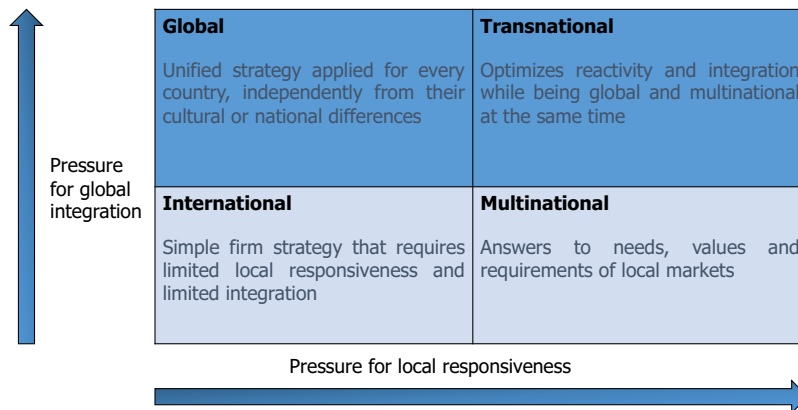 Global
Unified strategy applied for every
country, independently from their
cultural or national differences
Transnational
Optimizes reactivity and integration
while being global and multinational
at the same time
Pressure
for global
integration
International
Simple firm strategy that requires
limited local responsiveness and
limited integration
Multinational
Answers to needs, values and
requirements of local markets
Pressure for local responsiveness